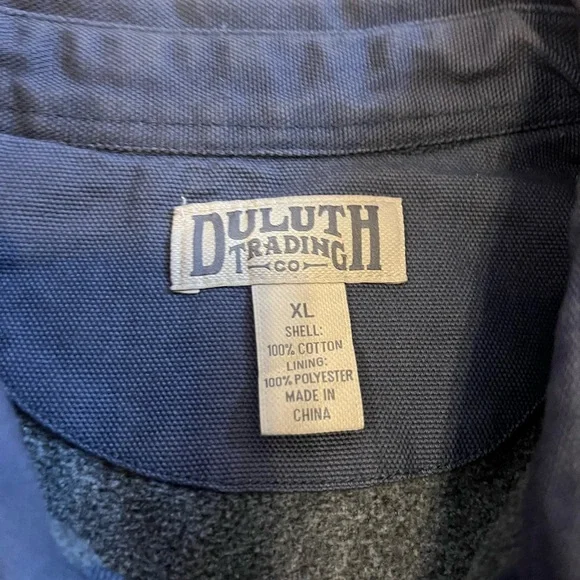 DULUTH
TRADING
CO
XL
SHELL:
100% COTTON
LINING:
100% POLYESTER
MADE IN
CHINA